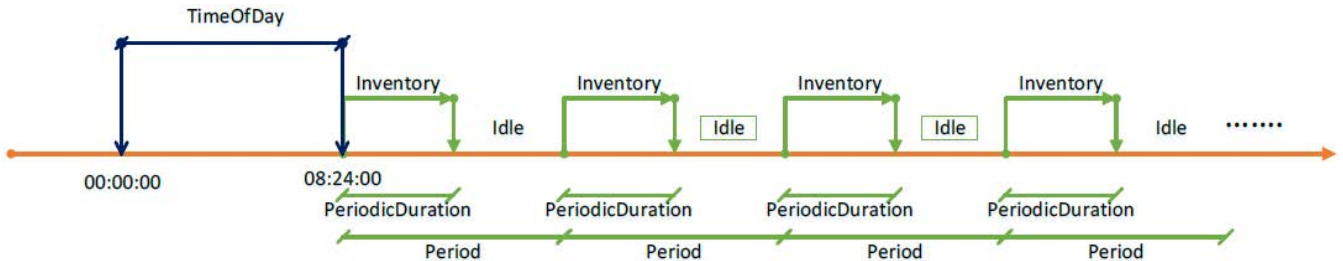 TimeOfDay
Inventory Inventory Inventory Inventory
Idle Idle Idle Idle .......
00:00:00 08:24:00
PeriodicDuration PeriodicDuration PeriodicDuration PeriodicDuration
Period Period Period Period